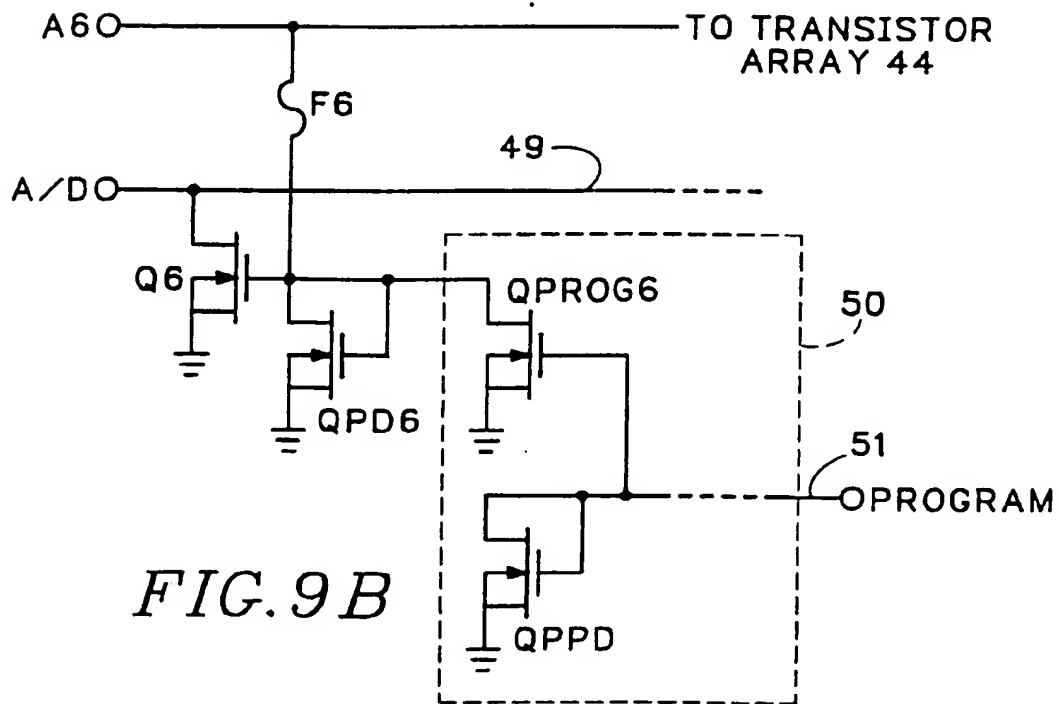 A6
TO TRANSISTOR
ARRAY 44
F6
49
A/D
Q6
QPROG6
50
QPD6
51
PROGRAM
FIG. 9B
QPPD